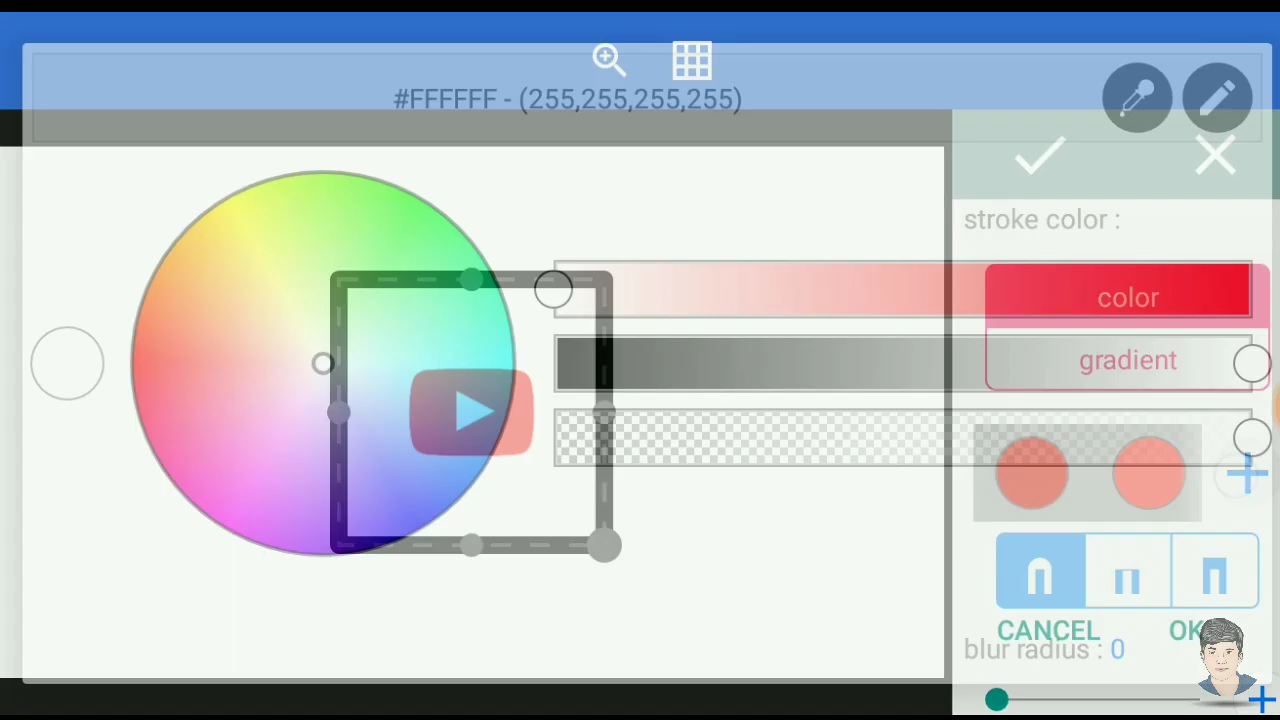 #FFFFFF - (255,255,255,255)
stroke color :
color
gradient
CANCEL OK
blur radius : 0